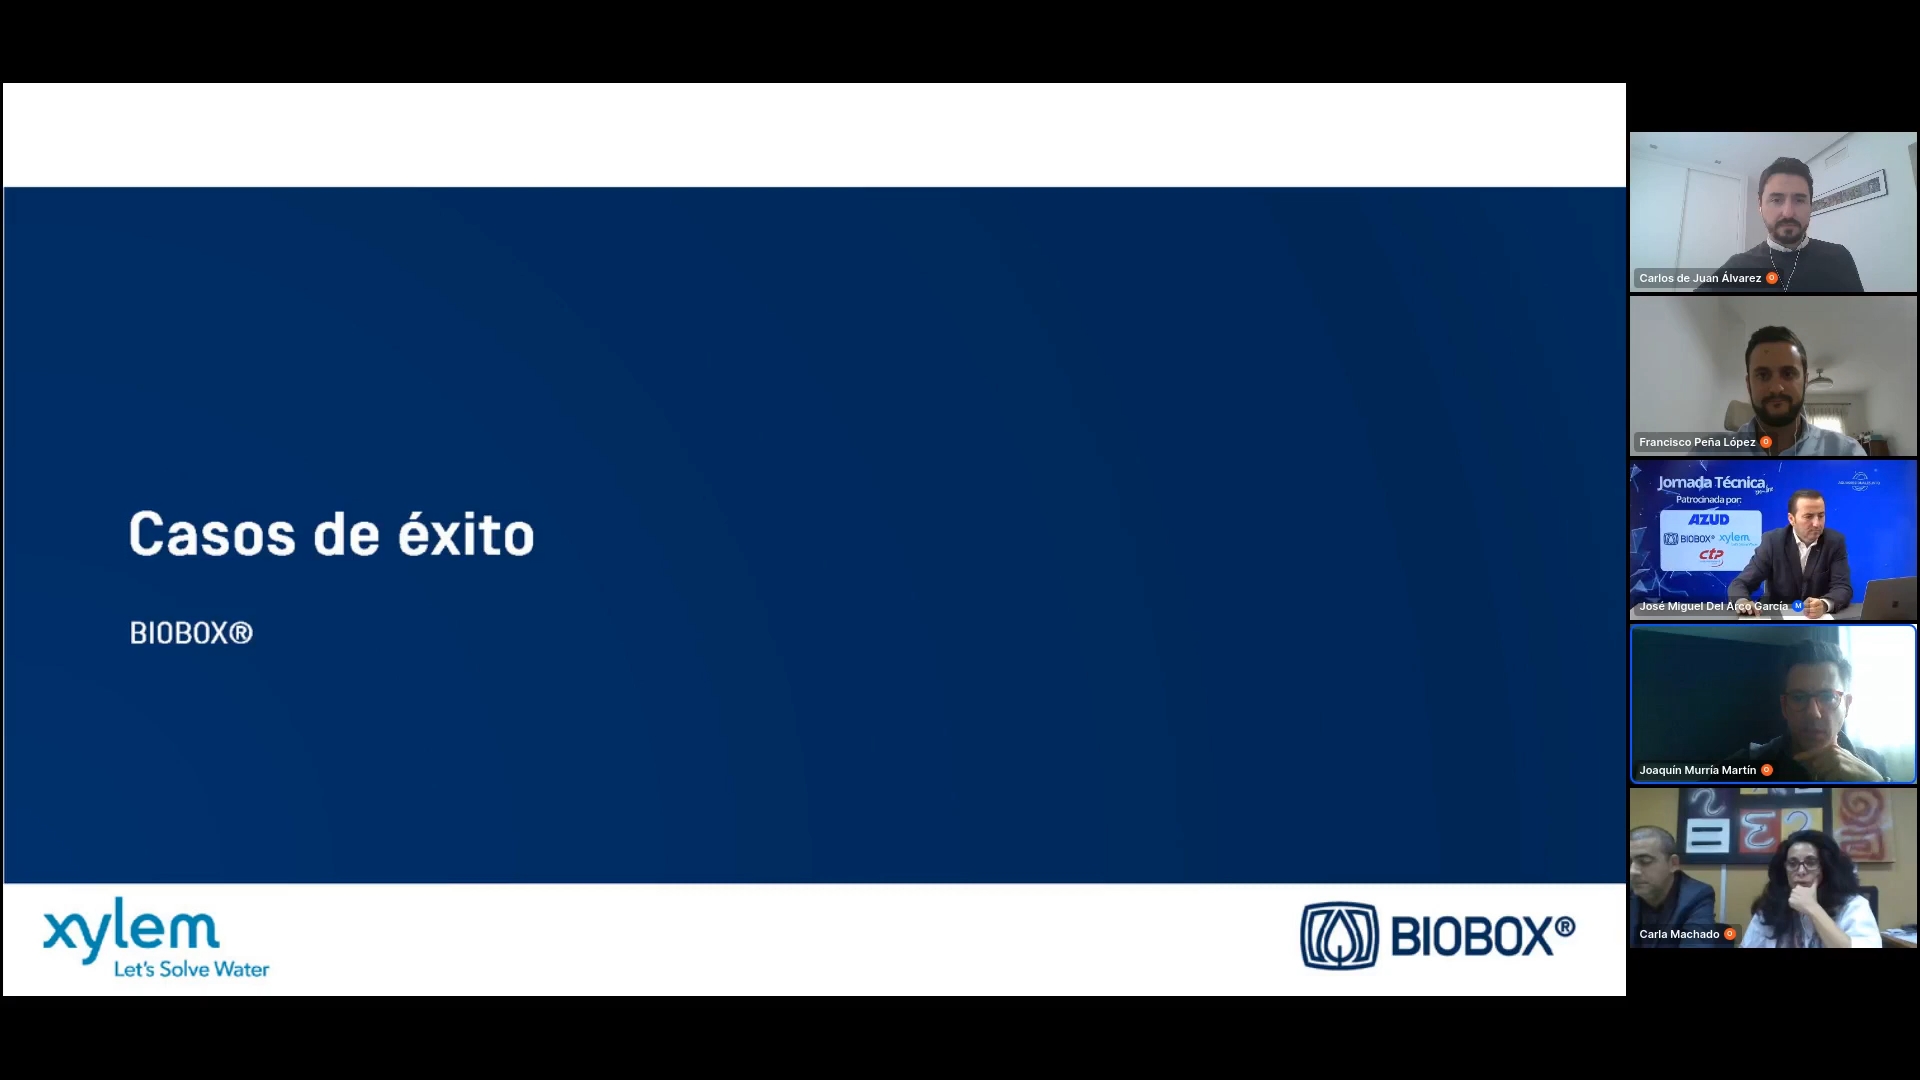 Casos de éxito
BIOBOX®
xylem
Let's Solve Water
BIOBOX®
Carlos de Juan Álvarez
Francisco Peña López
Jornada Técnica
Patrocinada por:
AZUD
BIOBOX® xylem
ctp
José Miguel Del Arco García
Joaquín Murría Martín
Carla Machado